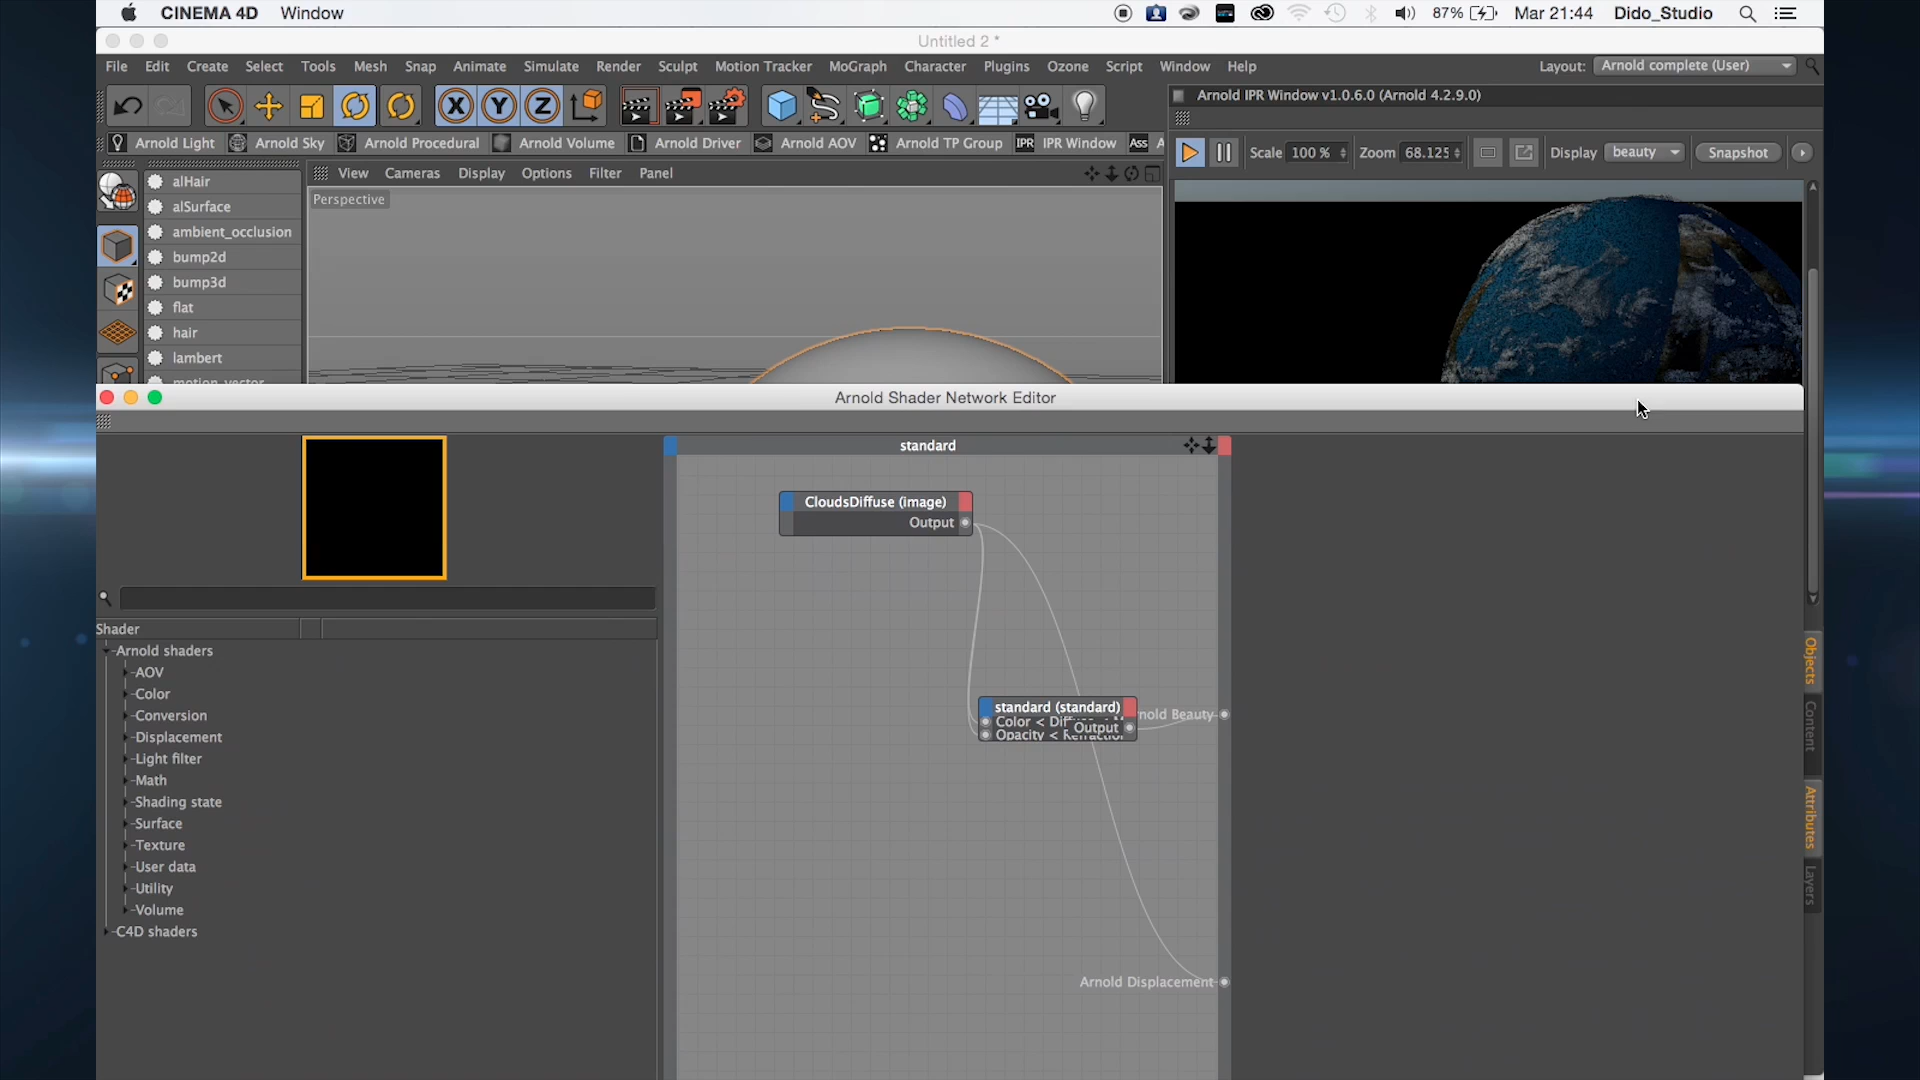 CINEMA 4D Window
87% Mar 21:44 Dido_Studio
Untitled 2 *
File Edit Create Select Tools Mesh Snap Animate Simulate Render Sculpt Motion Tracker MoGraph Character Plugins Ozone Script Window Help Layout: Arnold complete (User)
Arnold IPR Window v1.0.6.0 (Arnold 4.2.9.0)
X Y Z
Arnold Light Arnold Sky Arnold Procedural Arnold Volume Arnold Driver Arnold AOV Arnold TP Group IPR IPR Window Ass A
Scale 100 % Zoom 68.125 Display beauty Snapshot
View Cameras Display Options Filter Panel
Perspective
alHair
alSurface
ambient_occlusion
bump2d
bump3d
flat
hair
lambert
motion_vector
Arnold Shader Network Editor
standard
CloudsDiffuse (image)
Output
Shader
Arnold shaders
AOV
Color
Conversion
Displacement
Light filter
Math
Shading state
Surface
Texture
User data
Utility
Volume
C4D shaders
standard (standard)
Color < Diffuse
Output
Opacity < Refraction
rnold Beauty
Arnold Displacement
Objects
Content
Attributes
Layers